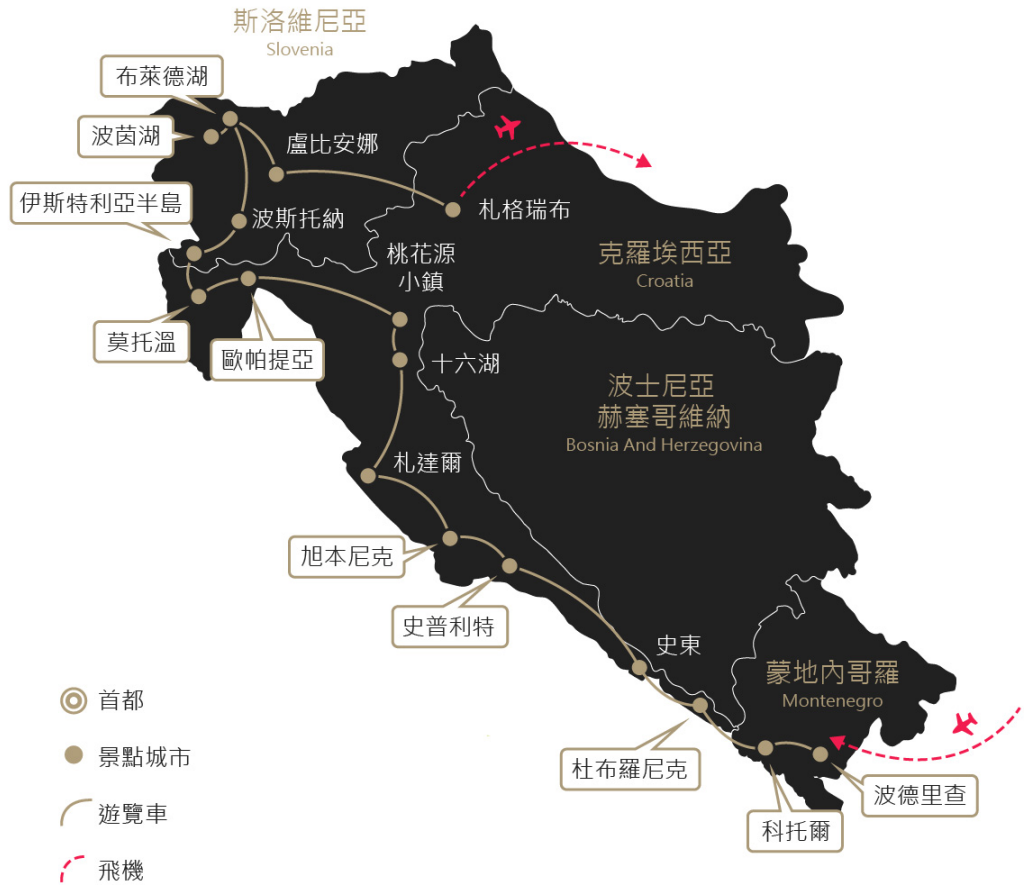 斯洛維尼亞
Slovenia
布萊德湖
波茵湖
盧比安娜
伊斯特利亞半島
波斯托納
札格瑞布
桃花源
小鎮
克羅埃西亞
Croatia
莫托溫
歐帕提亞
十六湖
波士尼亞
赫塞哥維納
Bosnia And Herzegovina
札達爾
旭本尼克
史普利特
史東
蒙地內哥羅
Montenegro
首都
景點城市
杜布羅尼克
波德里查
遊覽車
科托爾
飛機